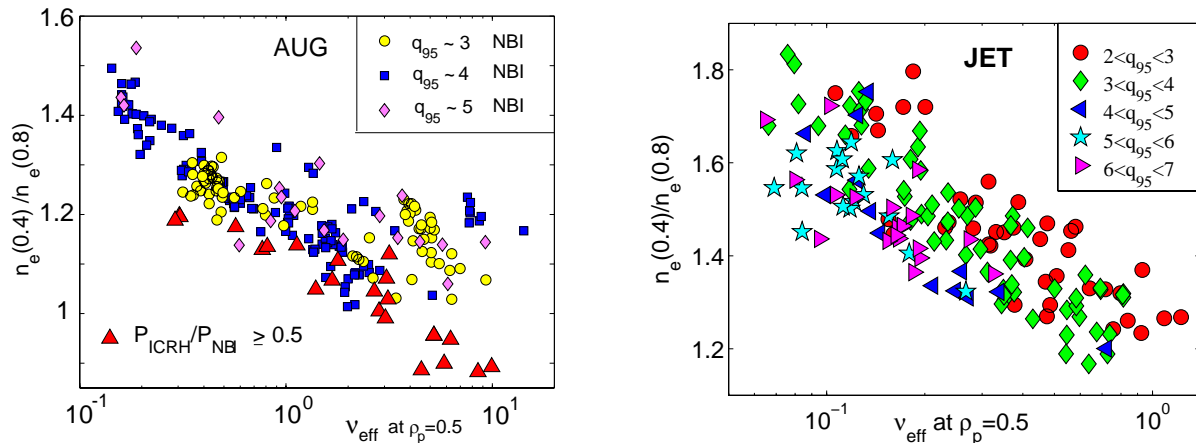 AUG
q95 ~ 3 NBI
q95 ~ 4 NBI
q95 ~ 5 NBI
PICRH/PNBI ≥ 0.5
1.6
1.4
1.2
1
10-1
100
101
ne(0.4)/ne(0.8)
νeff at ρp=0.5
JET
2<q95<3
3<q95<4
4<q95<5
5<q95<6
6<q95<7
1.8
1.6
1.4
1.2
10-1
100
ne(0.4)/ne(0.8)
νeff at ρp=0.5